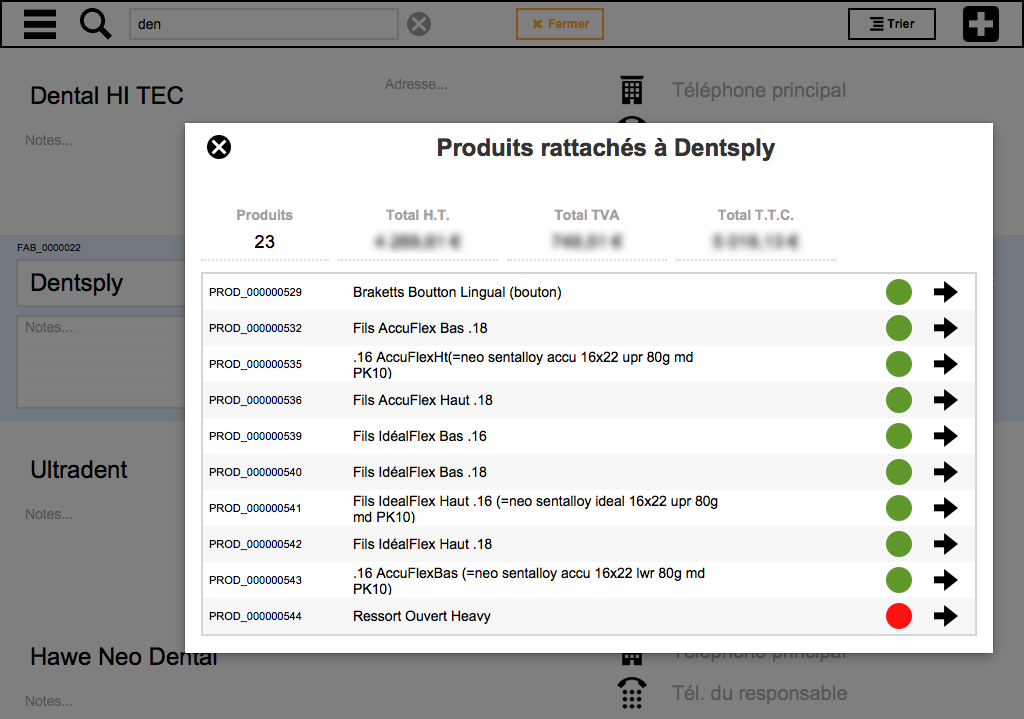 den
Fermer
Trier
Dental HI TEC
Adresse...
Téléphone principal
Notes...
Produits rattachés à Dentsply
Produits
Total H.T.
Total TVA
Total T.T.C.
23
FAB_0000022
Dentsply
Notes...
PROD_000000529
Braketts Boutton Lingual (bouton)
PROD_000000532
Fils AccuFlex Bas .18
PROD_000000535
.16 AccuFlexHt(=neo sentalloy accu 16x22 upr 80g md
PK10)
PROD_000000536
Fils AccuFlex Haut .18
PROD_000000539
Fils IdéalFlex Bas .16
PROD_000000540
Fils IdéalFlex Bas .18
PROD_000000541
Fils IdealFlex Haut .16 (=neo sentalloy ideal 16x22 upr 80g
md PK10)
PROD_000000542
Fils IdéalFlex Haut .18
PROD_000000543
.16 AccuFlexBas (=neo sentalloy accu 16x22 lwr 80g md
PK10)
PROD_000000544
Ressort Ouvert Heavy
Ultradent
Notes...
Hawe Neo Dental
Téléphone principal
Notes...
Tél. du responsable